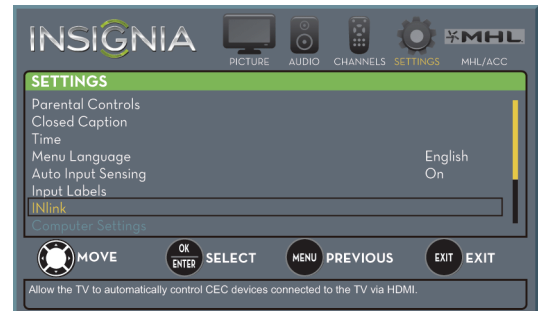 INSIGNIA
PICTURE AUDIO CHANNELS SETTINGS MHL MHL/ACC
SETTINGS
Parental Controls
Closed Caption
Time
Menu Language English
Auto Input Sensing On
Input Labels
INlink
Computer Settings
MOVE OK ENTER SELECT MENU PREVIOUS EXIT EXIT
Allow the TV to automatically control CEC devices connected to the TV via HDMI.